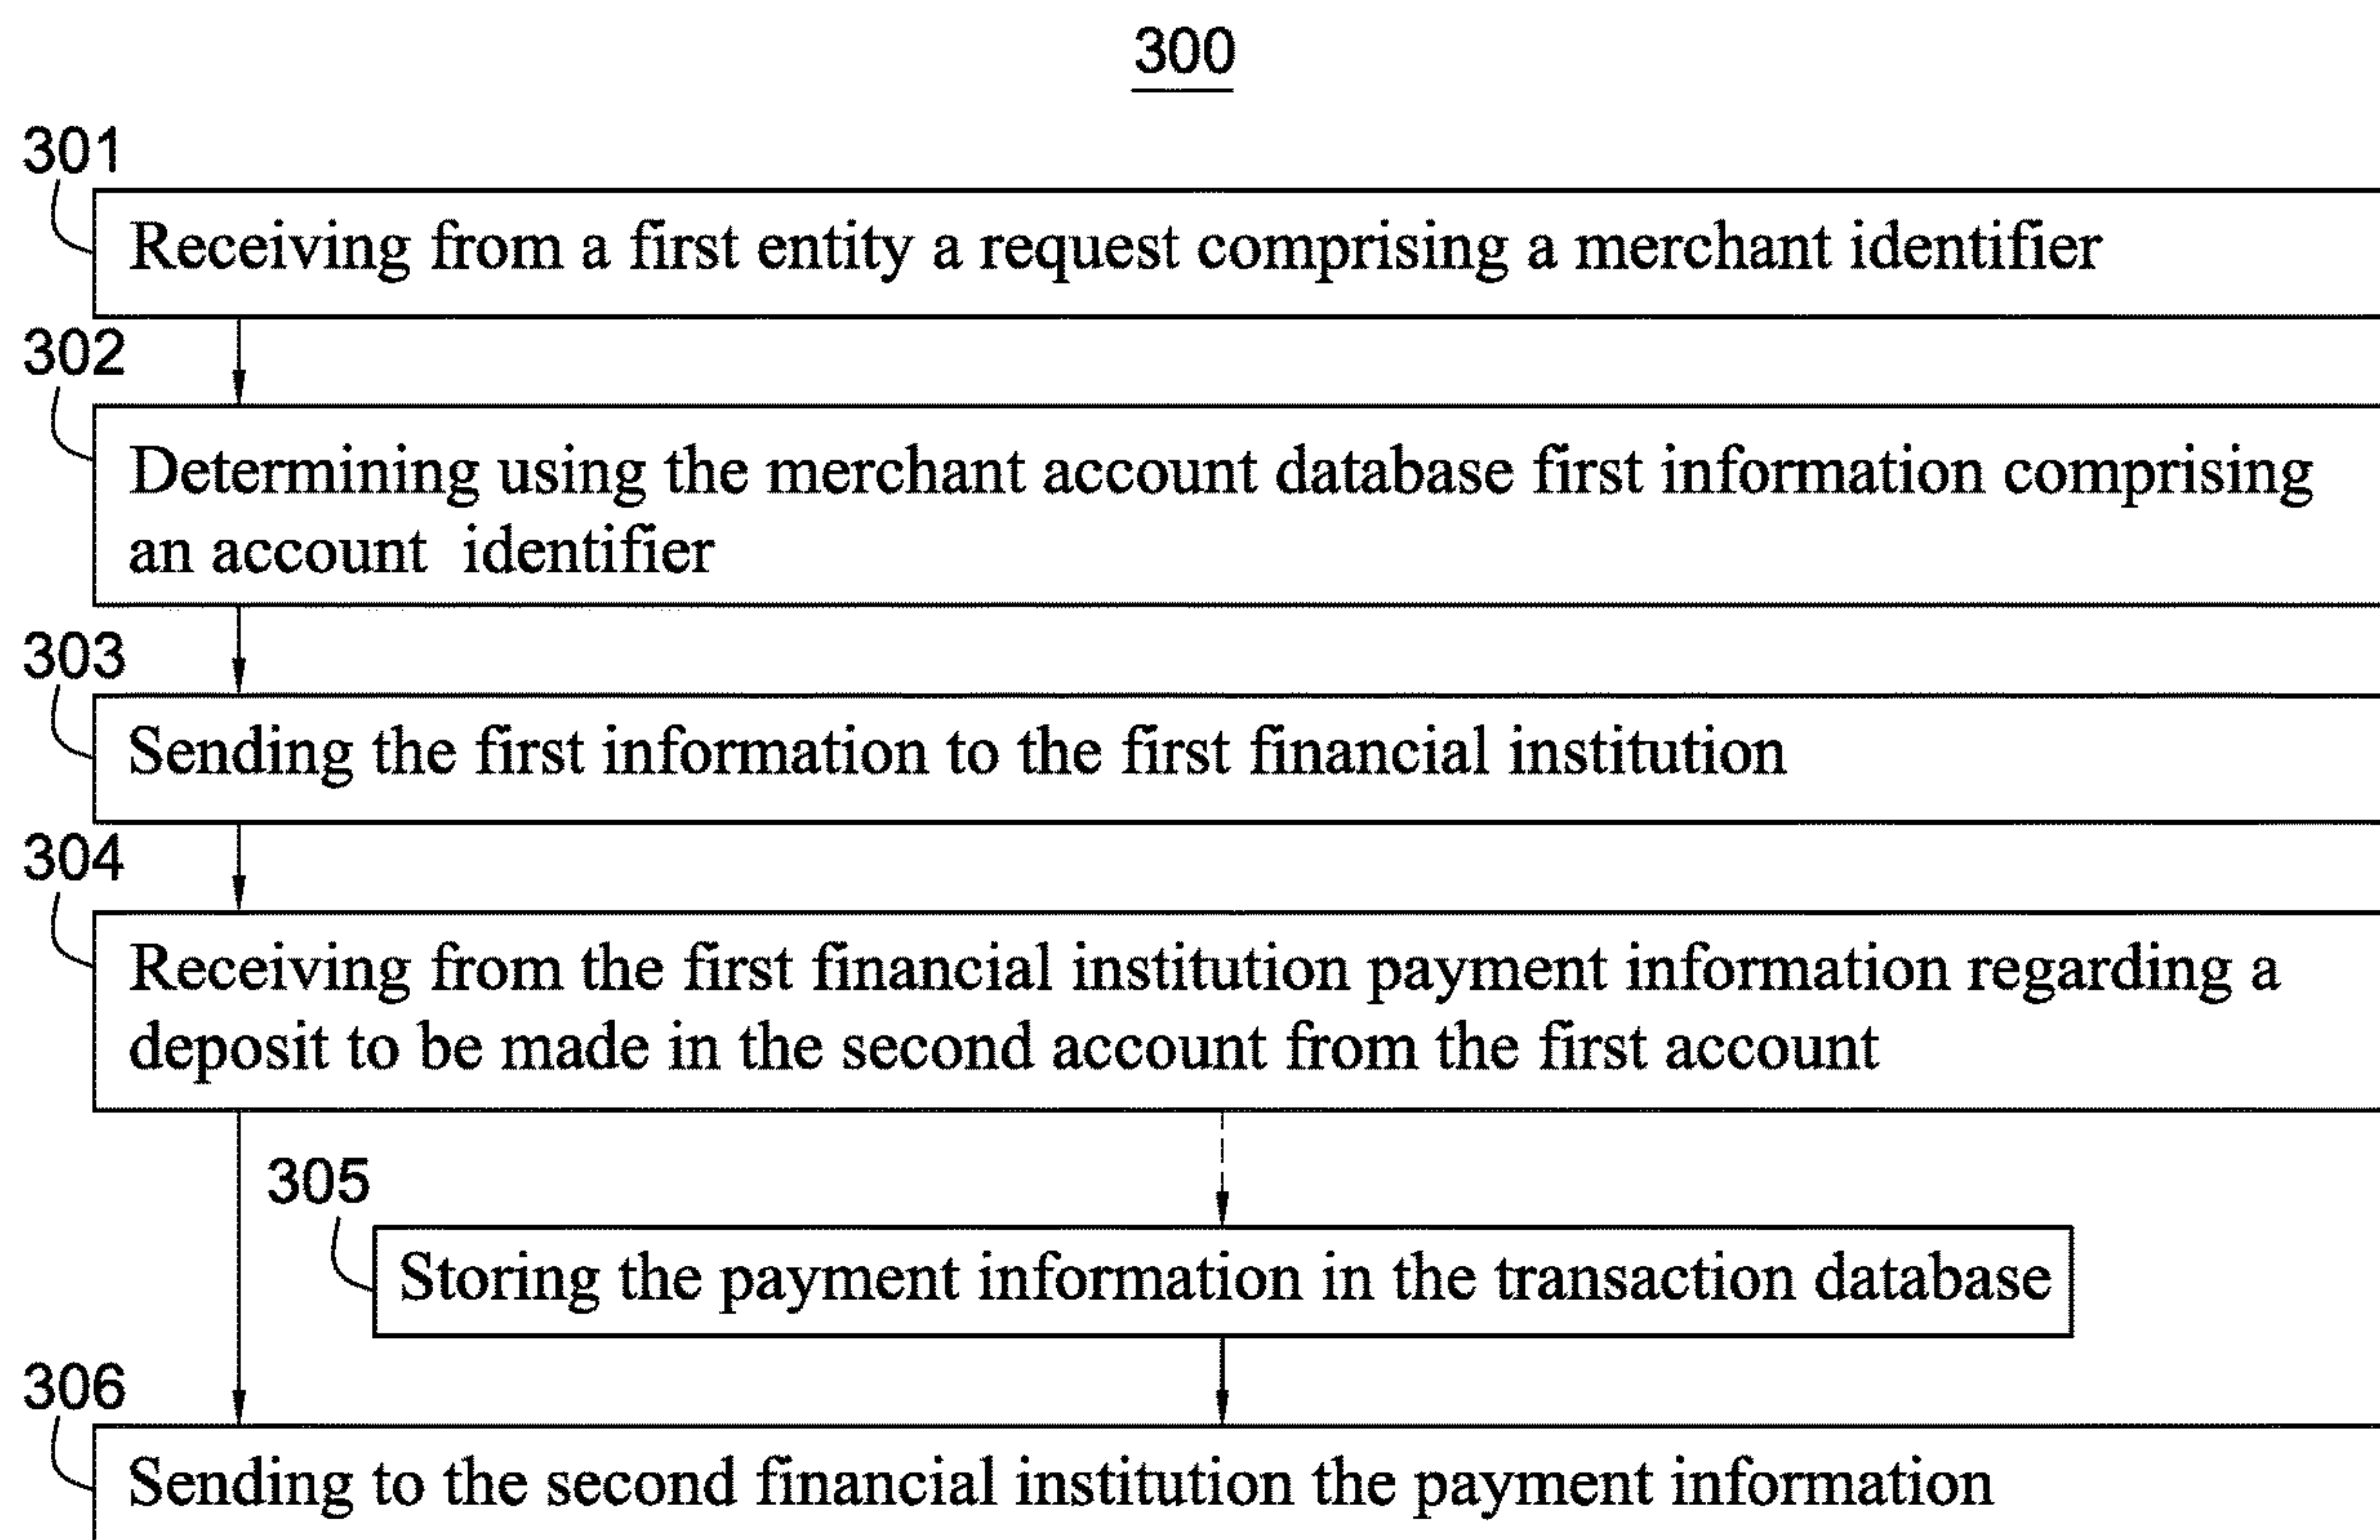 300
301
Receiving from a first entity a request comprising a merchant identifier
302
Determining using the merchant account database first information comprising
an account identifier
303
Sending the first information to the first financial institution
304
Receiving from the first financial institution payment information regarding a
deposit to be made in the second account from the first account
305
Storing the payment information in the transaction database
306
Sending to the second financial institution the payment information